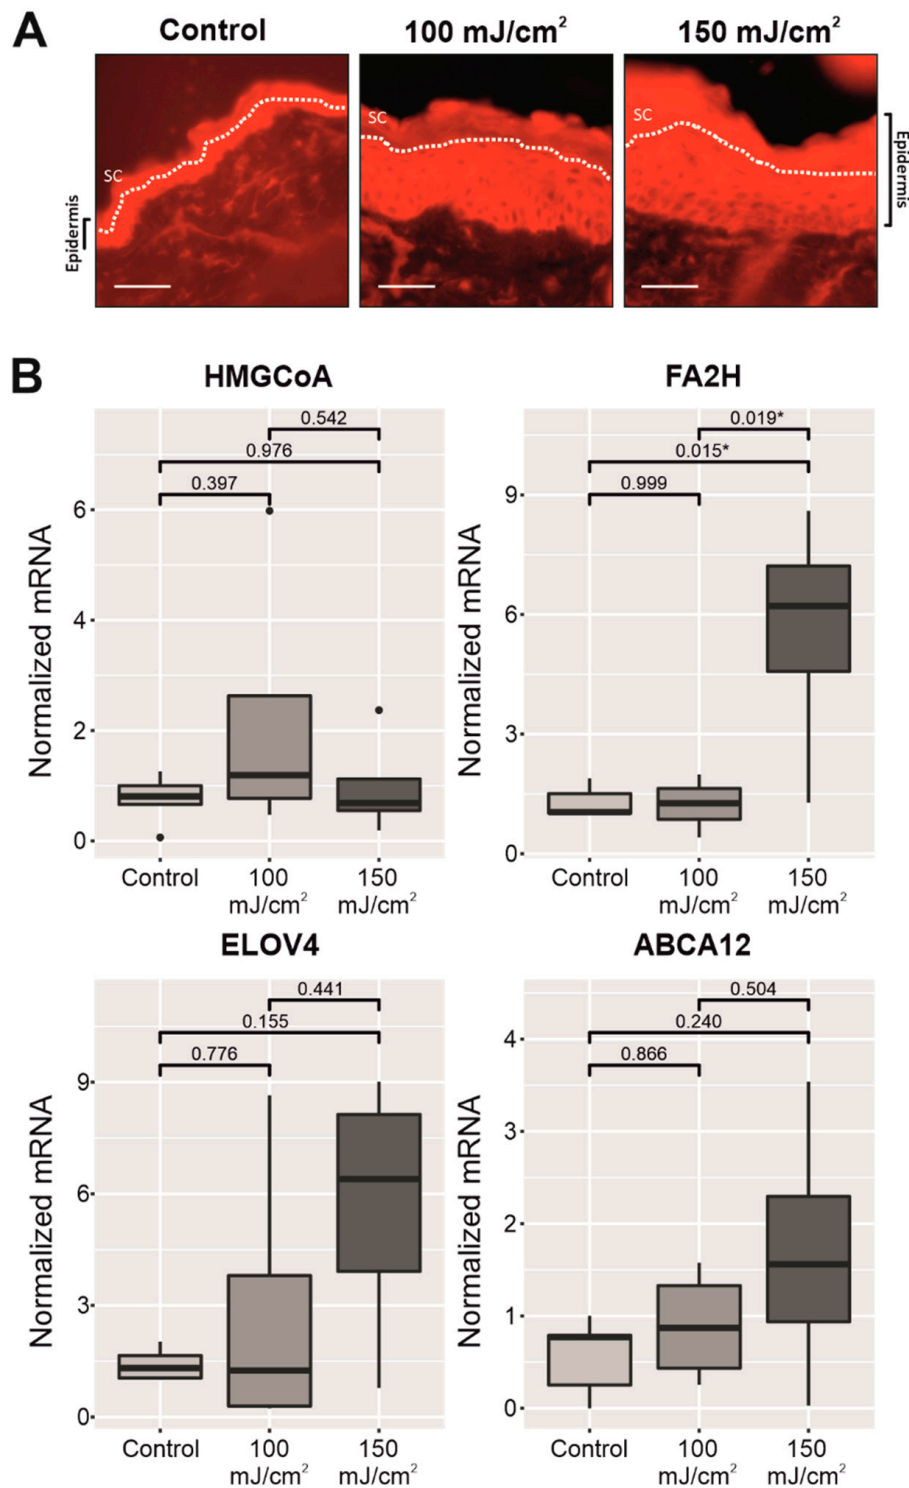 A
Control
100 mJ/cm²
150 mJ/cm²
SC
SC
SC
Epidermis
Epidermis
B
HMGCoA
0.542
0.976
0.397
Normalized mRNA
6
4
2
0
Control
100
mJ/cm²
150
mJ/cm²
FA2H
0.019*
0.015*
0.999
Normalized mRNA
9
6
3
0
Control
100
mJ/cm²
150
mJ/cm²
ELOV4
0.441
0.155
0.776
Normalized mRNA
9
6
3
0
Control
100
mJ/cm²
150
mJ/cm²
ABCA12
0.504
0.240
0.866
Normalized mRNA
4
3
2
1
0
Control
100
mJ/cm²
150
mJ/cm²